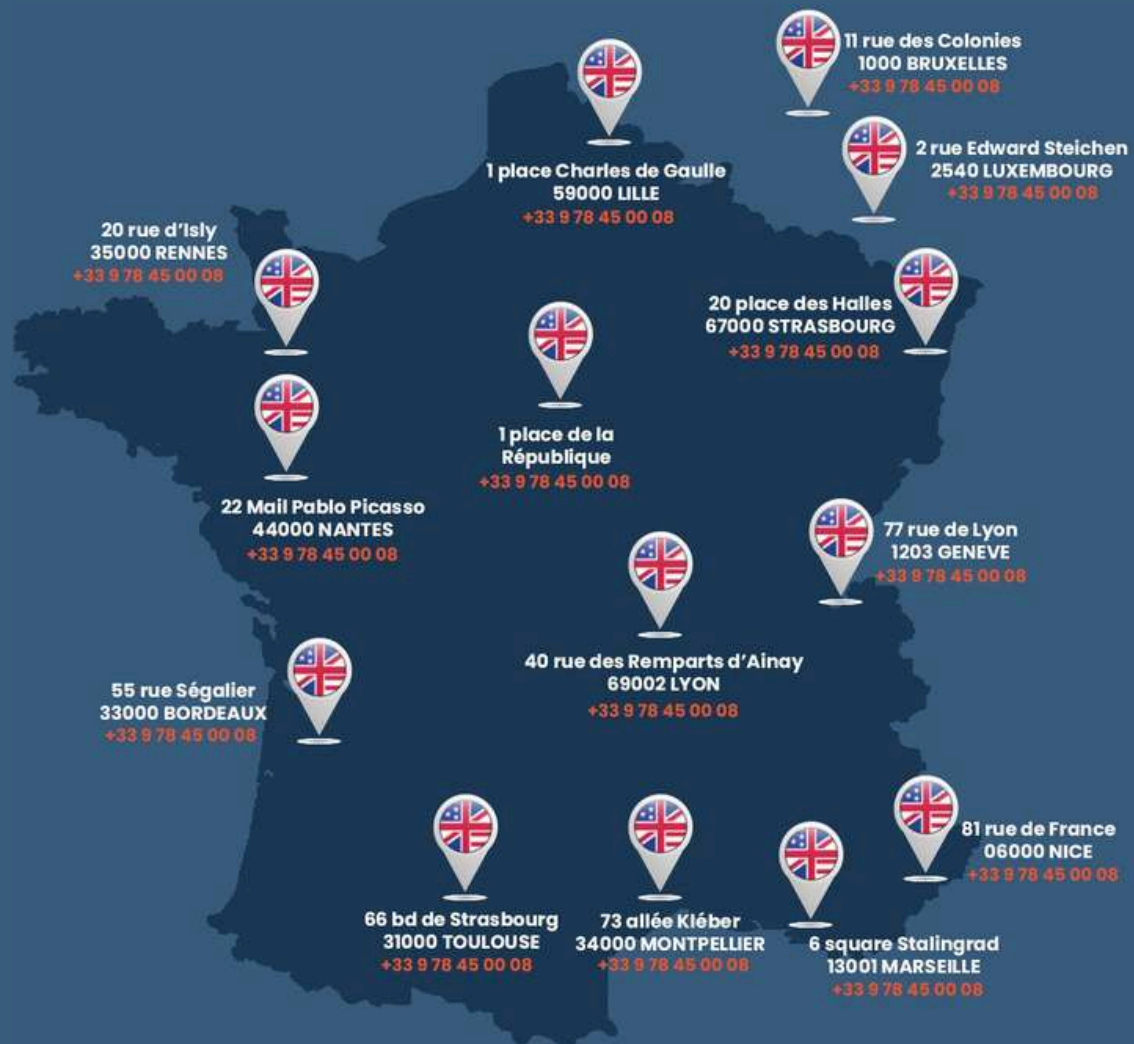 11 rue des Colonies
1000 BRUXELLES
+33 9 78 45 00 08
1 place Charles de Gaulle
59000 LILLE
+33 9 78 45 00 08
2 rue Edward Steichen
2540 LUXEMBOURG
+33 9 78 45 00 08
20 rue d'Isly
35000 RENNES
+33 9 78 45 00 08
20 place des Halles
67000 STRASBOURG
+33 9 78 45 00 08
1 place de la
République
+33 9 78 45 00 08
22 Mail Pablo Picasso
44000 NANTES
+33 9 78 45 00 08
77 rue de Lyon
1203 GENEVE
+33 9 78 45 00 08
40 rue des Remparts d'Ainay
69002 LYON
+33 9 78 45 00 08
55 rue Ségalier
33000 BORDEAUX
+33 9 78 45 00 08
81 rue de France
06000 NICE
+33 9 78 45 00 08
66 bd de Strasbourg
31000 TOULOUSE
+33 9 78 45 00 08
73 allée Kléber
34000 MONTPELLIER
+33 9 78 45 00 08
6 square Stalingrad
13001 MARSEILLE
+33 9 78 45 00 08